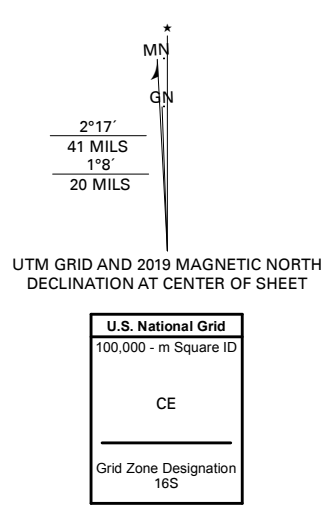 MN
GN
2°17´
41 MILS
1°8´
20 MILS
UTM GRID AND 2019 MAGNETIC NORTH
DECLINATION AT CENTER OF SHEET
U.S. National Grid
100,000 - m Square ID
CE
Grid Zone Designation
16S